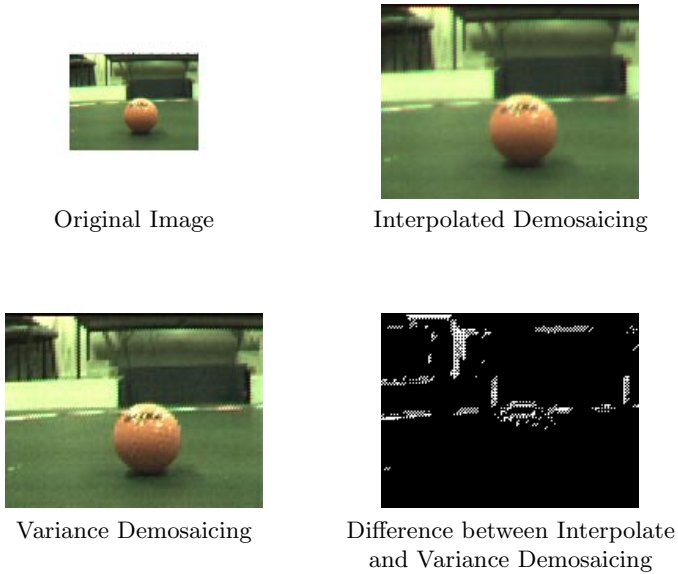 Original Image
Interpolated Demosaicing
Variance Demosaicing
Difference between Interpolate
and Variance Demosaicing